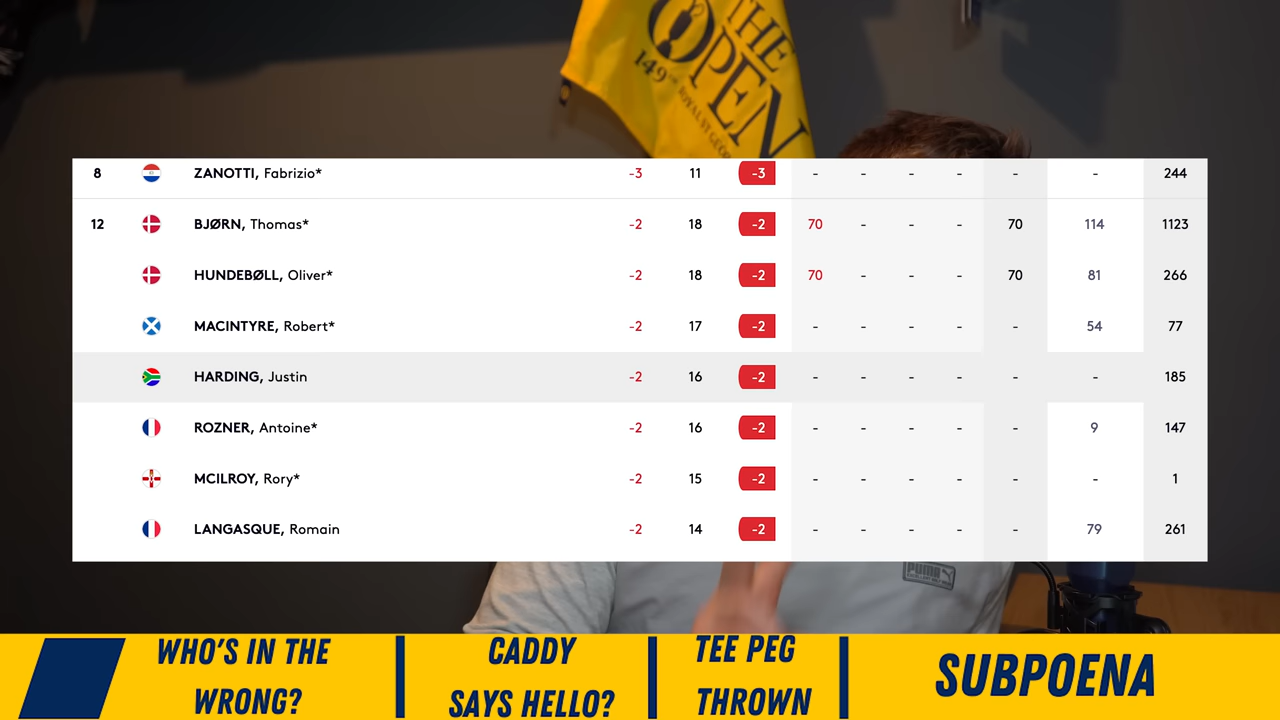 THE
OPEN
149TH ROYAL ST GEORGE
8 ZANOTTI, Fabrizio* -3 11 -3 - - - - - - 244
12 BJØRN, Thomas* -2 18 -2 70 - - - 70 114 1123
HUNDEBØLL, Oliver* -2 18 -2 70 - - - 70 81 266
MACINTYRE, Robert* -2 17 -2 - - - - - 54 77
HARDING, Justin -2 16 -2 - - - - - - 185
ROZNER, Antoine* -2 16 -2 - - - - - 9 147
MCILROY, Rory* -2 15 -2 - - - - - - 1
LANGASQUE, Romain -2 14 -2 - - - - - 79 261
PUMA
WHO'S IN THE
WRONG?
CADDY
SAYS HELLO?
TEE PEG
THROWN
SUBPOENA